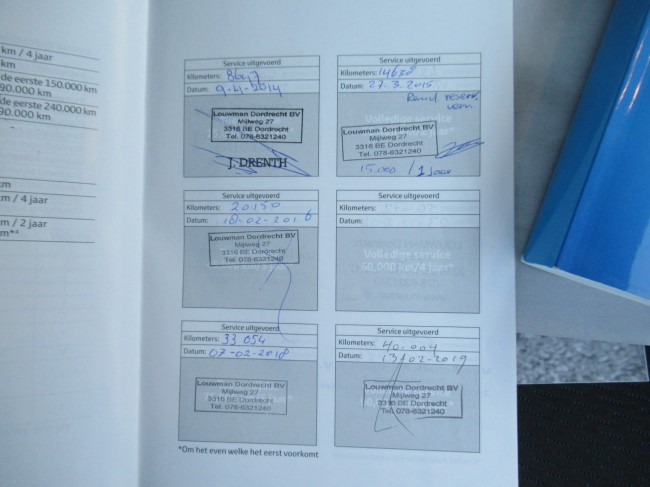 km / 4 jaar
de eerste 150.000
90.000 km
de eerste 240.000
90.000 km
km
m / 4 jaar
m / 2 jaar
Service uitgevoerd
Kilometers: 8617
Datum: 9-4-2014
Louwman Dordrecht BV
Mijlweg 27
3316 BE Dordrecht
Tel. 078-6321240
J. DRENTH
Service uitgevoerd
Kilometers: 14638
Datum: 27.3.2015
Volledige service
Louwman Dordrecht BV
Mijlweg 27
3316 BE Dordrecht
Tel. 078-6321240
15.000 / 1 jaar
Service uitgevoerd
Kilometers: 20150
Datum: 18-02-2016
Louwman Dordrecht BV
Mijlweg 27
3316 BE Dordrecht
Tel. 078-6321240
Service uitgevoerd
Kilometers:
Datum:
Volledige service
60.000 km/4 jaar*
Service uitgevoerd
Kilometers: 33.054
Datum: 07-02-2018
Louwman Dordrecht BV
Mijlweg 27
3316 BE Dordrecht
Tel. 078-6321240
Service uitgevoerd
Kilometers: 40.004
Datum: 13/02-2019
Louwman Dordrecht BV
Mijlweg 27
3316 BE Dordrecht
Tel. 078-6321240
*Om het even welke het eerst voorkomt